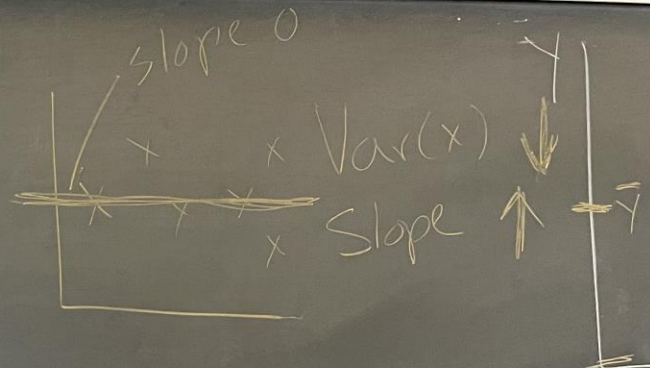 slope 0
Var(x) ↓
Slope ↑
Y
Ȳ